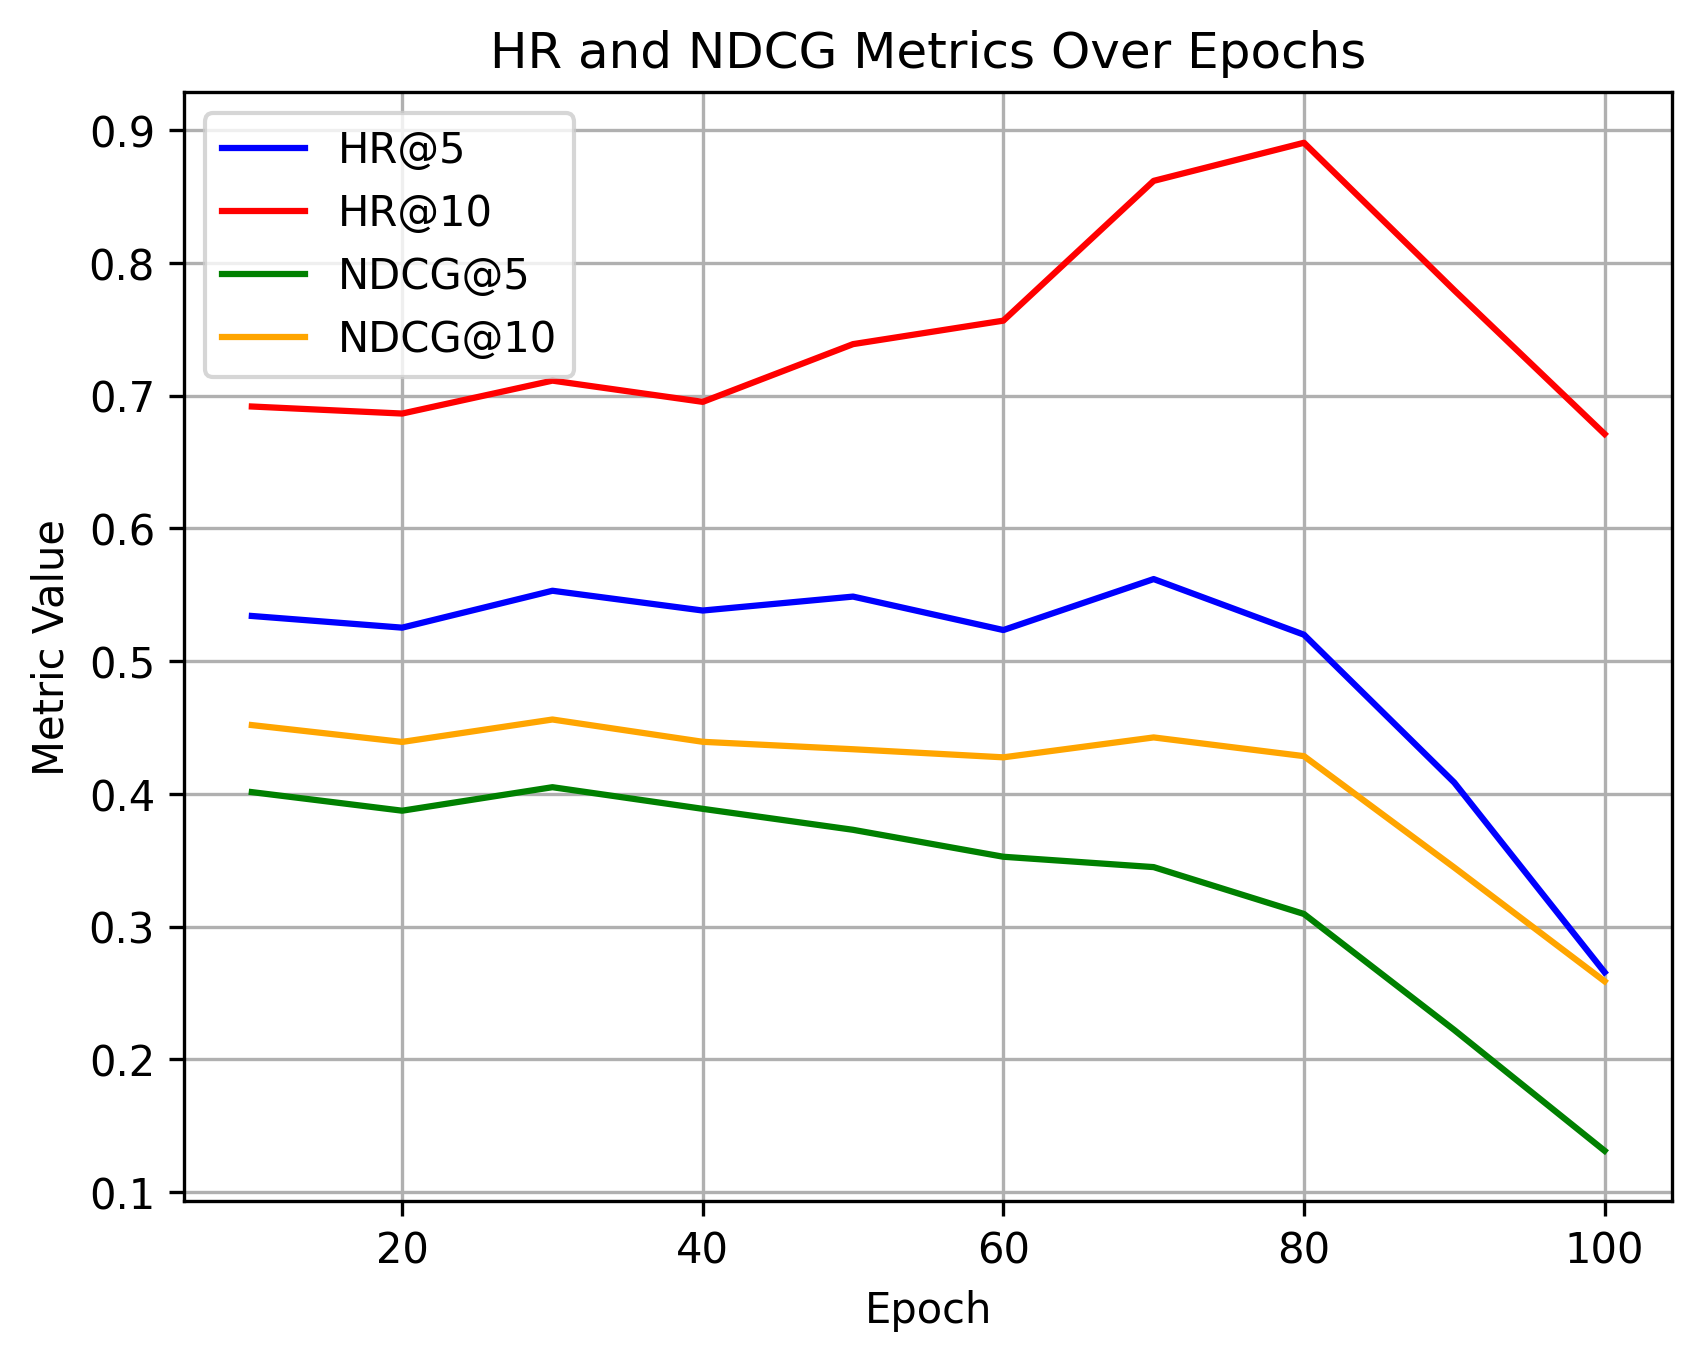 HR and NDCG Metrics Over Epochs
HR@5
HR@10
NDCG@5
NDCG@10
Metric Value
0.9
0.8
0.7
0.6
0.5
0.4
0.3
0.2
0.1
20 40 60 80 100
Epoch